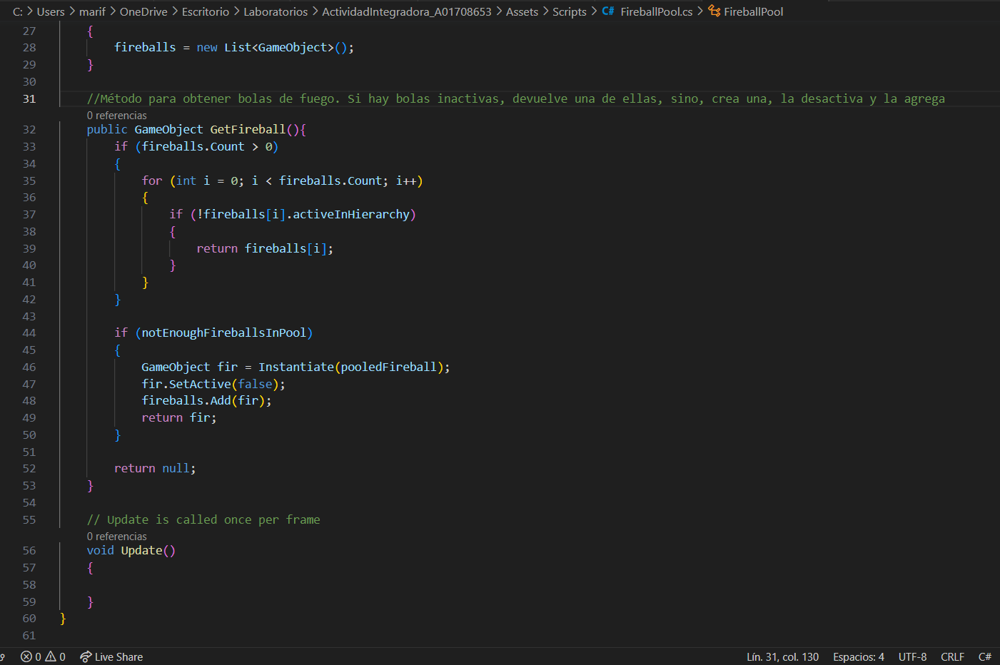 C: > Users > marif > OneDrive > Escritorio > Laboratorios > ActividadIntegradora_A01708653 > Assets > Scripts > C# FireballPool.cs > FireballPool
27 {
28 fireballs = new List<GameObject>();
29 }
30
31 //Método para obtener bolas de fuego. Si hay bolas inactivas, devuelve una de ellas, sino, crea una, la desactiva y la agrega
0 referencias
32 public GameObject GetFireball(){
33 if (fireballs.Count > 0)
34 {
35 for (int i = 0; i < fireballs.Count; i++)
36 {
37 if (!fireballs[i].activeInHierarchy)
38 {
39 return fireballs[i];
40 }
41 }
42 }
43
44 if (notEnoughFireballsInPool)
45 {
46 GameObject fir = Instantiate(pooledFireball);
47 fir.SetActive(false);
48 fireballs.Add(fir);
49 return fir;
50 }
51
52 return null;
53 }
54
55 // Update is called once per frame
0 referencias
56 void Update()
57 {
58
59 }
60 }
61
0 0 Live Share Lín. 31, col. 130 Espacios: 4 UTF-8 CRLF C#